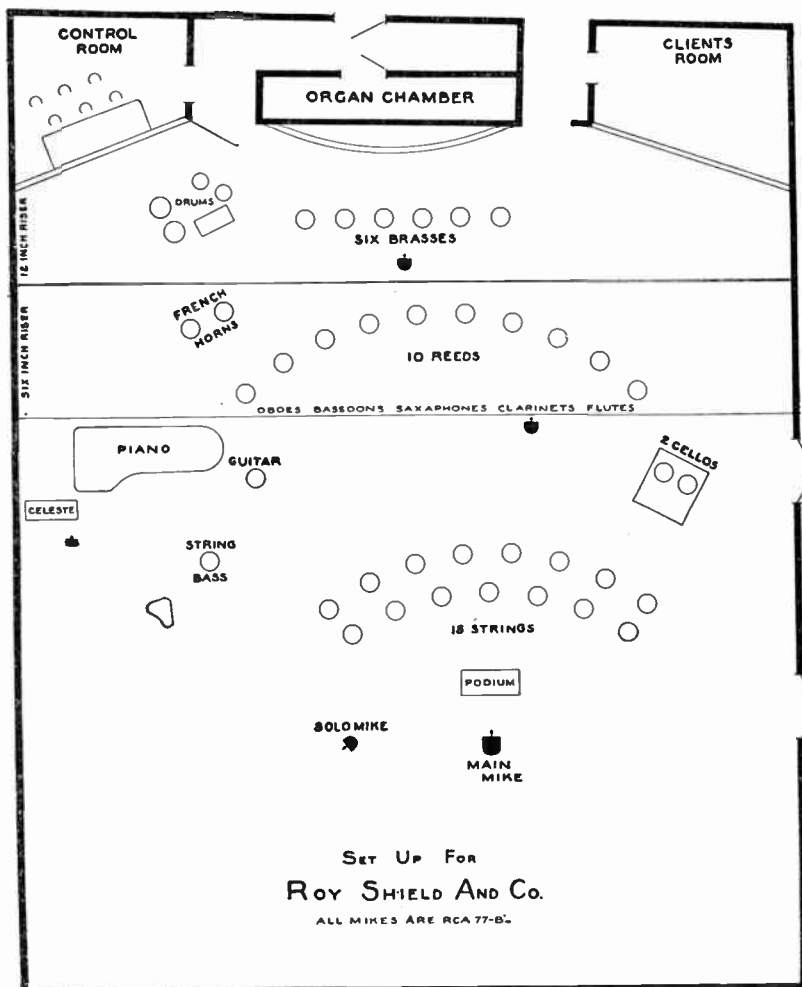 CONTROL
ROOM
CLIENTS
ROOM
ORGAN CHAMBER
DRUMS
SIX BRASSES
12 INCH RISER
FRENCH
HORNS
SIX INCH RISER
10 REEDS
OBOES BASSOONS SAXAPHONES CLARINETS FLUTES
PIANO
GUITAR
2 CELLOS
CELESTE
STRING
BASS
18 STRINGS
PODIUM
SOLO MIKE
MAIN
MIKE
SET UP FOR
ROY SHIELD AND CO.
ALL MIKES ARE RCA 77-B's.